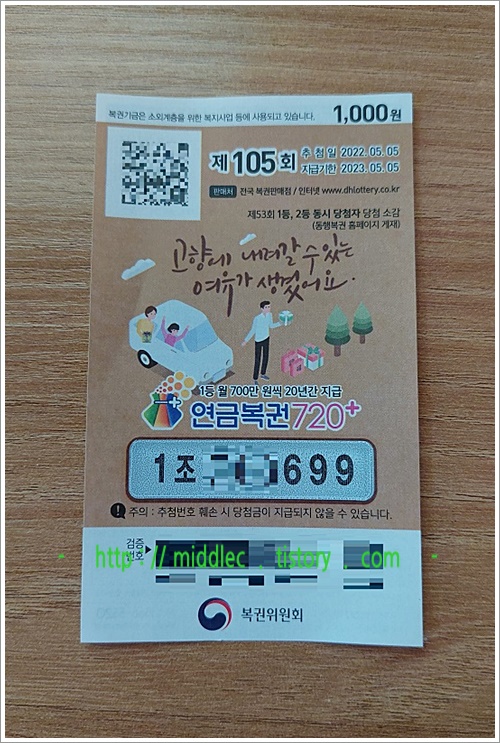 복권기금은 소외계층을 위한 복지사업 등에 사용되고 있습니다. 1,000원
제105회 추첨일 2022. 05. 05
지급기한 2023. 05. 05
판매처 전국 복권판매점 / 인터넷 www.dhlottery.co.kr
제53회 1등, 2등 동시 당첨자 당첨 소감
(동행복권 홈페이지 게재)
고향에 내려갈 수 있는
여유가 생겼어요.
1등 월 700만 원씩 20년간 지급
연금복권720+
1조 699
! 주의 : 추첨번호 훼손 시 당첨금이 지급되지 않을 수 있습니다.
검증
번호
- http://middlec.tistory.com -
복권위원회